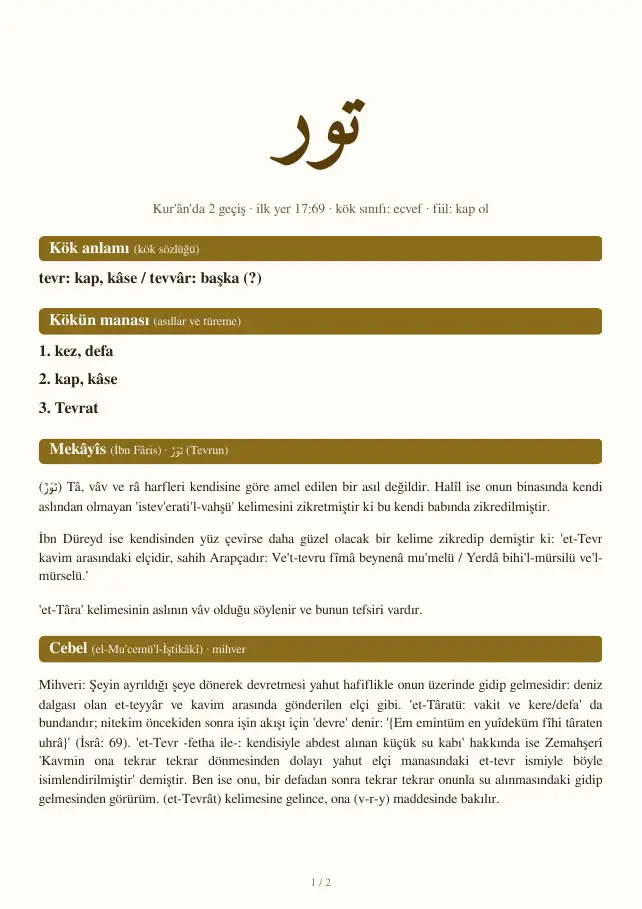 تور
Kur'ân'da 2 geçiş · ilk yer 17:69 · kök sınıfı: ecvef · fiil: kap ol
Kök anlamı (kök sözlüğü)
tevr: kap, kâse / tevvâr: başka (?)
Kökün manası (asıllar ve türeme)
1. kez, defa
2. kap, kâse
3. Tevrat
Mekâyîs (İbn Fâris) · تَوْرٌ (Tevrun)
(تَوْرٌ) Tâ, vâv ve râ harfleri kendisine göre amel edilen bir asıl değildir. Halîl ise onun binasında kendi
aslından olmayan 'istev'erati'l-vahşü' kelimesini zikretmiştir ki bu kendi babında zikredilmiştir.
İbn Düreyd ise kendisinden yüz çevirse daha güzel olacak bir kelime zikredip demiştir ki: 'et-Tevr
kavim arasındaki elçidir, sahih Arapçadır: Ve't-tevru fîmâ beynenâ mu'melü / Yerdâ bihi'l-mürsilü ve'l-
mürselü.'
'et-Târa' kelimesinin aslının vâv olduğu söylenir ve bunun tefsiri vardır.
Cebel (el-Mu'cemü'l-İştikâkî) · mihver
Mihveri: Şeyin ayrıldığı şeye dönerek devretmesi yahut hafiflikle onun üzerinde gidip gelmesidir: deniz
dalgası olan et-teyyâr ve kavim arasında gönderilen elçi gibi. 'et-Târatü: vakit ve kere/defa' da
bundandır; nitekim öncekiden sonra işin akışı için 'devre' denir: '{Em emintüm en yuîdeküm fîhi târaten
uhrâ}' (İsrâ: 69). 'et-Tevr -fetha ile-: kendisiyle abdest alınan küçük su kabı' hakkında ise Zemahşerî
'Kavmin ona tekrar tekrar dönmesinden dolayı yahut elçi manasındaki et-tevr ismiyle böyle
isimlendirilmiştir' demiştir. Ben ise onu, bir defadan sonra tekrar tekrar onunla su alınmasındaki gidip
gelmesinden görürüm. (et-Tevrât) kelimesine gelince, ona (v-r-y) maddesinde bakılır.
1 / 2